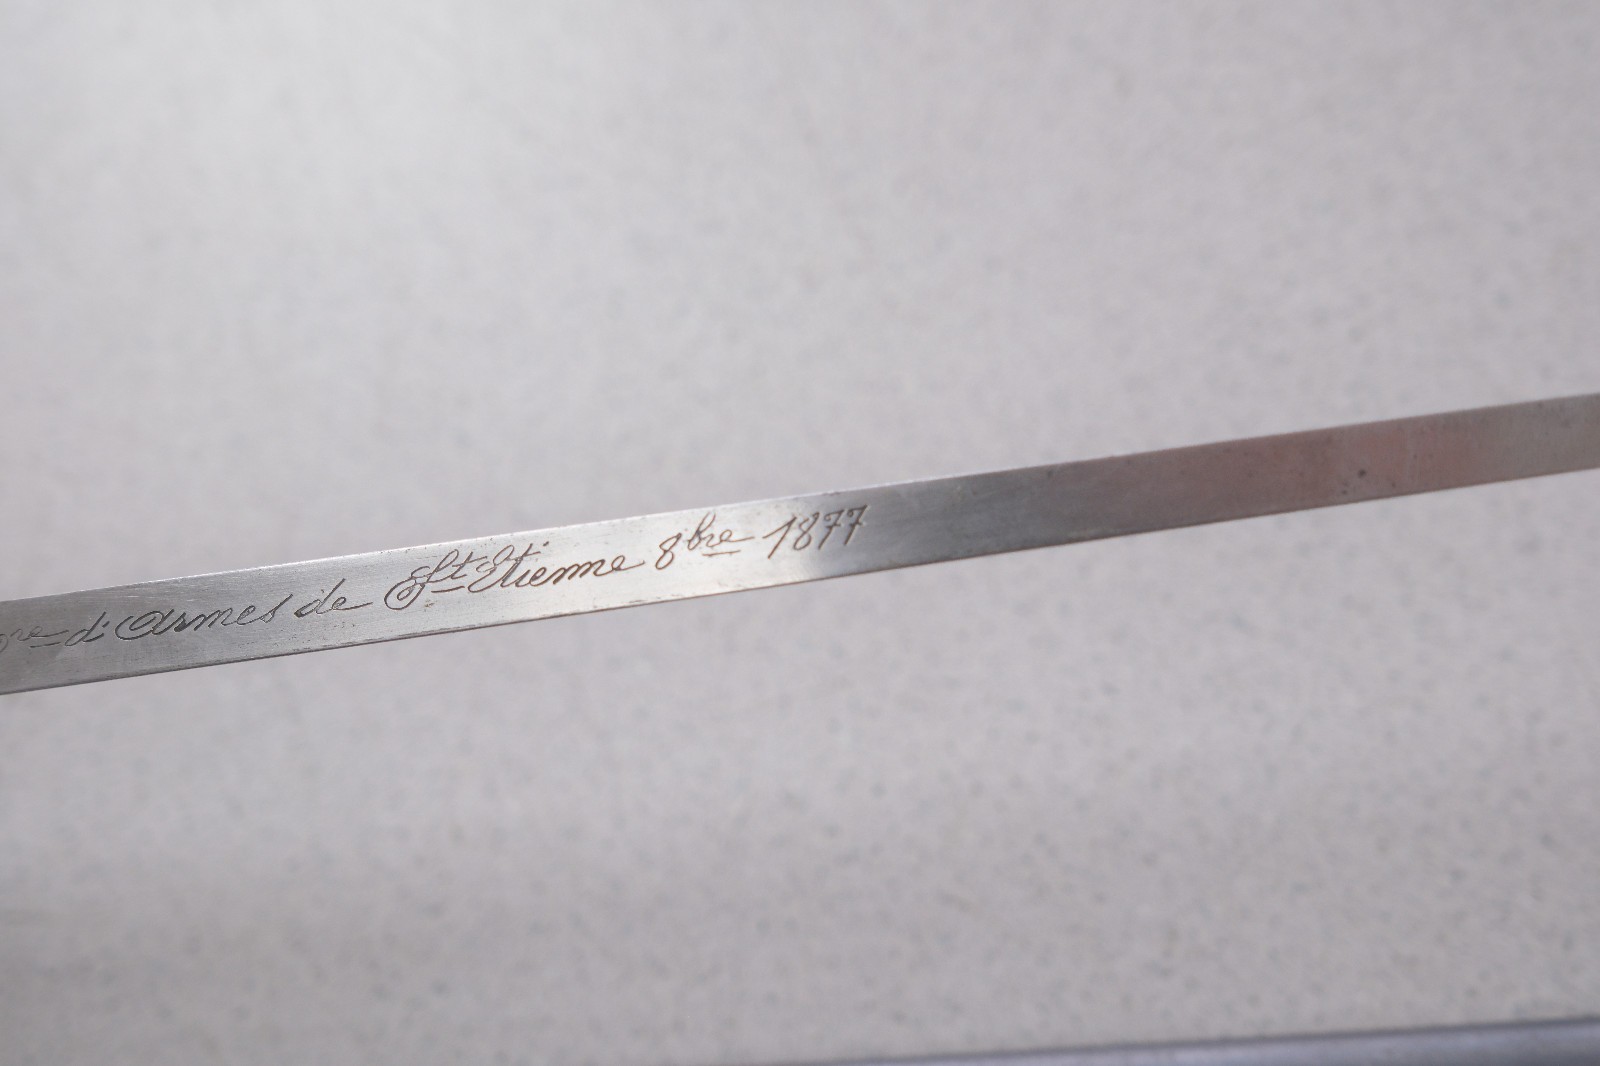 d'Armes de St Etienne 8bre 1877